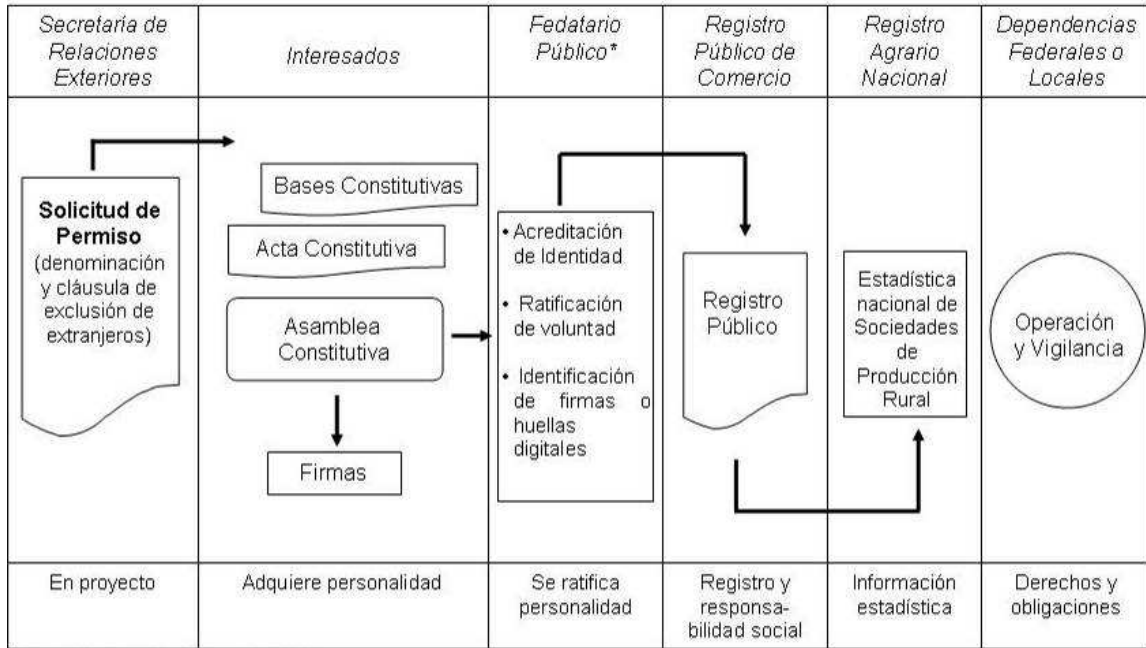 Secretaría de
Relaciones
Exteriores
Interesados
Fedatario
Público*
Registro
Público de
Comercio
Registro
Agrario
Nacional
Dependencias
Federales o
Locales
Solicitud de
Permiso
(denominación
y cláusula de
exclusión de
extranjeros)
Bases Constitutivas
Acta Constitutiva
Asamblea
Constitutiva
Firmas
• Acreditación
de Identidad
• Ratificación
de voluntad
• Identificación
de firmas o
huellas
digitales
Registro
Público
Estadística
nacional de
Sociedades
de
Producción
Rural
Operación
y Vigilancia
En proyecto
Adquiere personalidad
Se ratifica
personalidad
Registro y
responsa-
bilidad social
Información
estadística
Derechos y
obligaciones